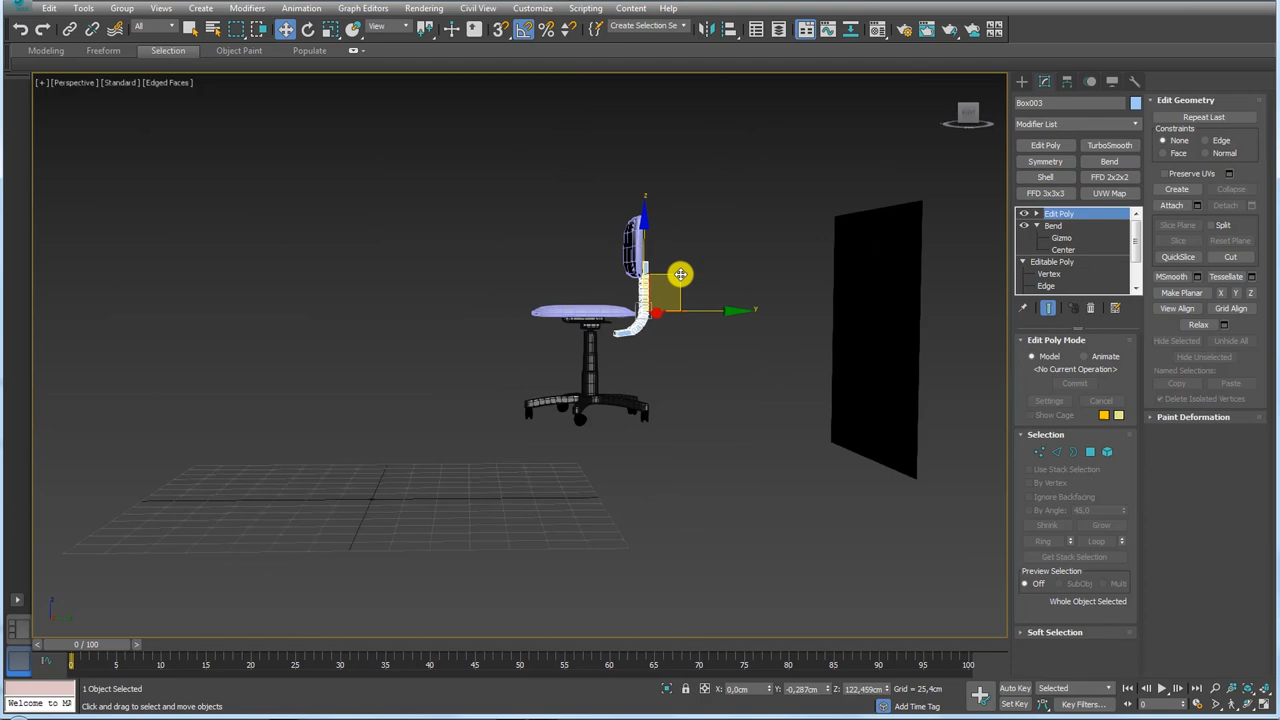 Edit Tools Group Views Create Modifiers Animation Graph Editors Rendering Civil View Customize Scripting Content Help
All View Create Selection Se
Modeling Freeform Selection Object Paint Populate
[+] [Perspective] [Standard] [Edged Faces]
z
y
Box003
Modifier List
Edit Poly TurboSmooth
Symmetry Bend
Shell FFD 2x2x2
FFD 3x3x3 UVW Map
Edit Poly
Bend
Gizmo
Center
Editable Poly
Vertex
Edge
Edit Poly Mode
Model Animate
<No Current Operation>
Commit
Settings Cancel
Show Cage
Selection
Use Stack Selection
By Vertex
Ignore Backfacing
By Angle: 45,0
Shrink Grow
Ring Loop
Get Stack Selection
Preview Selection
Off SubObj Multi
Whole Object Selected
Soft Selection
Edit Geometry
Repeat Last
Constraints
None Edge
Face Normal
Preserve UVs
Create Collapse
Attach Detach
Slice Plane Split
Slice Reset Plane
QuickSlice Cut
MSmooth Tessellate
Make Planar X Y Z
View Align Grid Align
Relax
Hide Selected Unhide All
Hide Unselected
Named Selections:
Copy Paste
Delete Isolated Vertices
Paint Deformation
0 / 100
0 5 10 15 20 25 30 35 40 45 50 55 60 65 70 75 80 85 90 95 100
1 Object Selected
X: 0,0cm Y: -0,287cm Z: 122,459cm Grid = 25,4cm
Auto Key Selected
Welcome to MA
Click and drag to select and move objects
Add Time Tag
Set Key Key Filters...
0